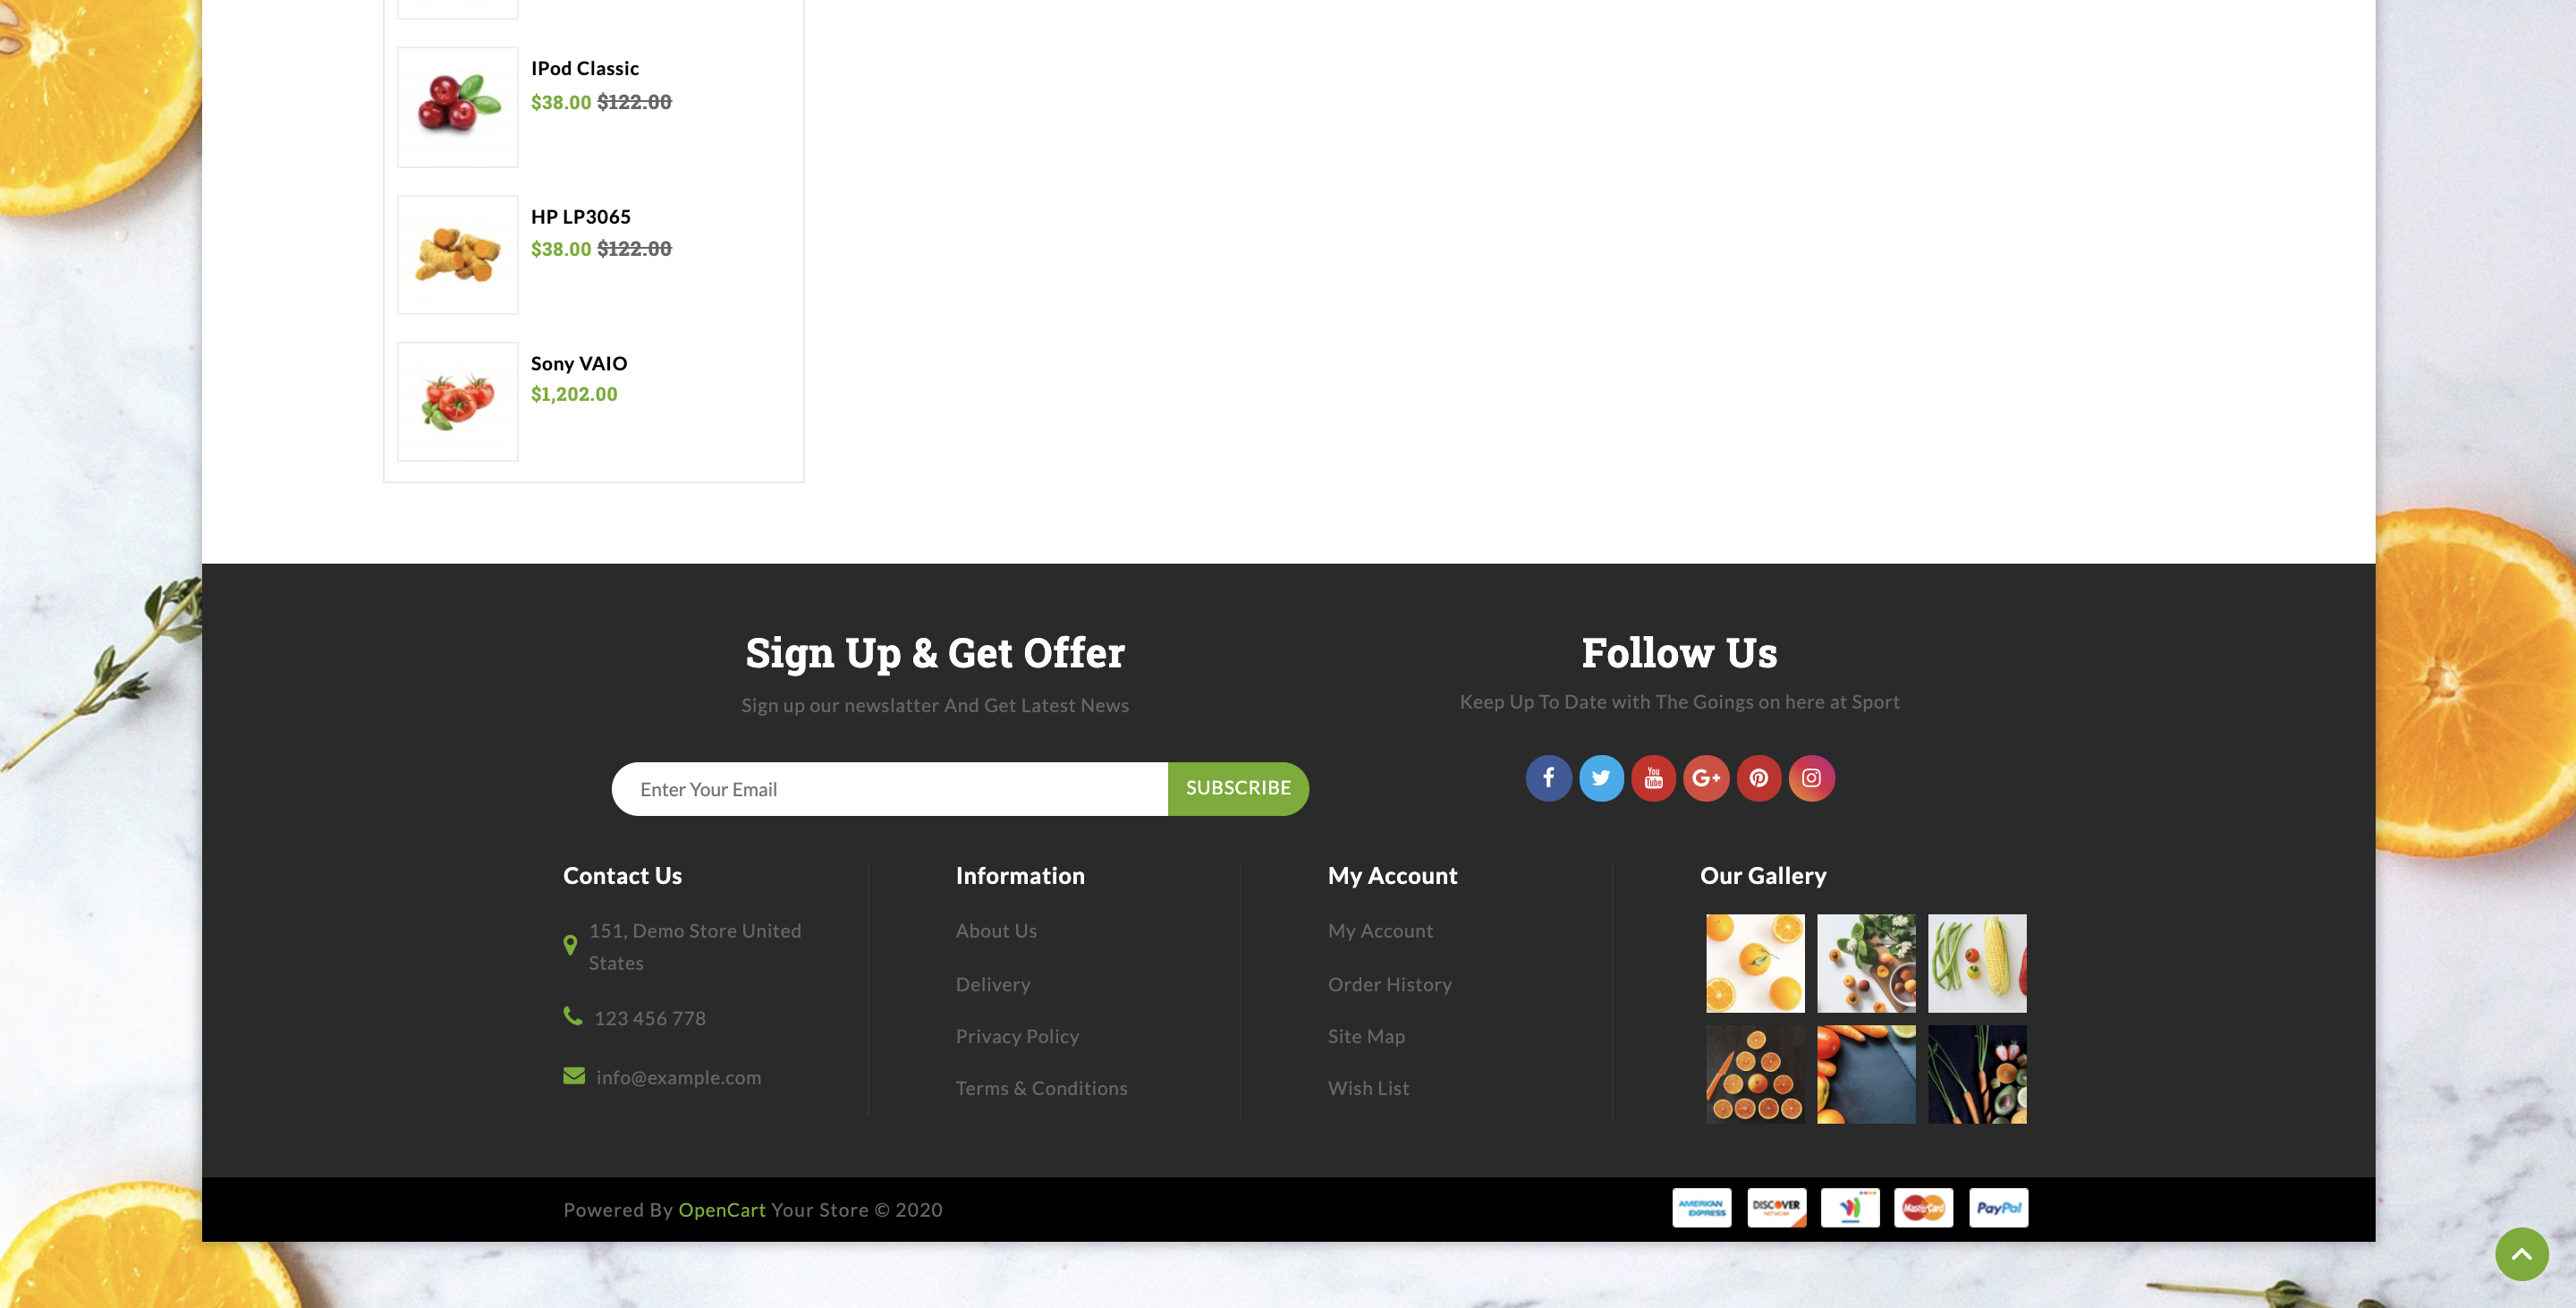 IPod Classic
$38.00 $122.00
HP LP3065
$38.00 $122.00
Sony VAIO
$1,202.00
Sign Up & Get Offer
Sign up our newslatter And Get Latest News
Enter Your Email
SUBSCRIBE
Follow Us
Keep Up To Date with The Goings on here at Sport
You
Tube
G+
Contact Us
151, Demo Store United
States
123 456 778
info@example.com
Information
About Us
Delivery
Privacy Policy
Terms & Conditions
My Account
My Account
Order History
Site Map
Wish List
Our Gallery
Powered By OpenCart Your Store © 2020
AMERICAN
EXPRESS
DISCOVER
NETWORK
MasterCard
PayPal